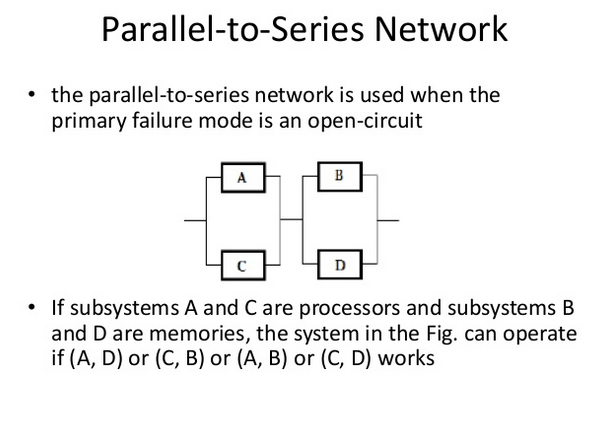 Parallel-to-Series Network
• the parallel-to-series network is used when the
primary failure mode is an open-circuit
A
B
C
D
• If subsystems A and C are processors and subsystems B
and D are memories, the system in the Fig. can operate
if (A, D) or (C, B) or (A, B) or (C, D) works